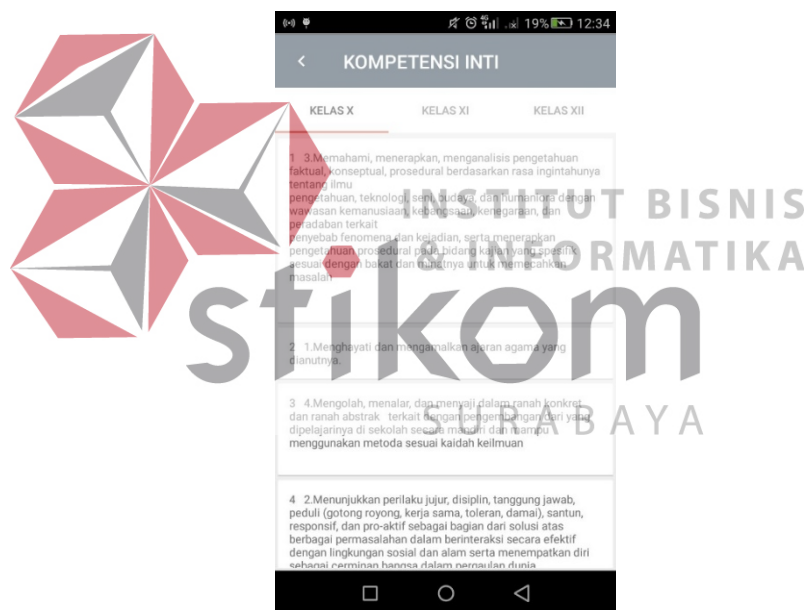 19% 12:34
KOMPETENSI INTI
KELAS X KELAS XI KELAS XII
1 3.Memahami, menerapkan, menganalisis pengetahuan
faktual, konseptual, prosedural berdasarkan rasa ingintahunya
tentang ilmu
pengetahuan, teknologi, seni, budaya, dan humaniora dengan
wawasan kemanusiaan, kebangsaan, kenegaraan, dan
peradaban terkait
penyebab fenomena dan kejadian, serta menerapkan
pengetahuan prosedural pada bidang kajian yang spesifik
sesuai dengan bakat dan minatnya untuk memecahkan
masalah
2 1.Menghayati dan mengamalkan ajaran agama yang
dianutnya.
3 4.Mengolah, menalar, dan menyaji dalam ranah konkret
dan ranah abstrak terkait dengan pengembangan dari yang
dipelajarinya di sekolah secara mandiri dan mampu
menggunakan metoda sesuai kaidah keilmuan
4 2.Menunjukkan perilaku jujur, disiplin, tanggung jawab,
peduli (gotong royong, kerja sama, toleran, damai), santun,
responsif, dan pro-aktif sebagai bagian dari solusi atas
berbagai permasalahan dalam berinteraksi secara efektif
dengan lingkungan sosial dan alam serta menempatkan diri
sebagai cerminan bangsa dalam pergaulan dunia
INSTITUT BISNIS
& INFORMATIKA
stikom
SURABAYA